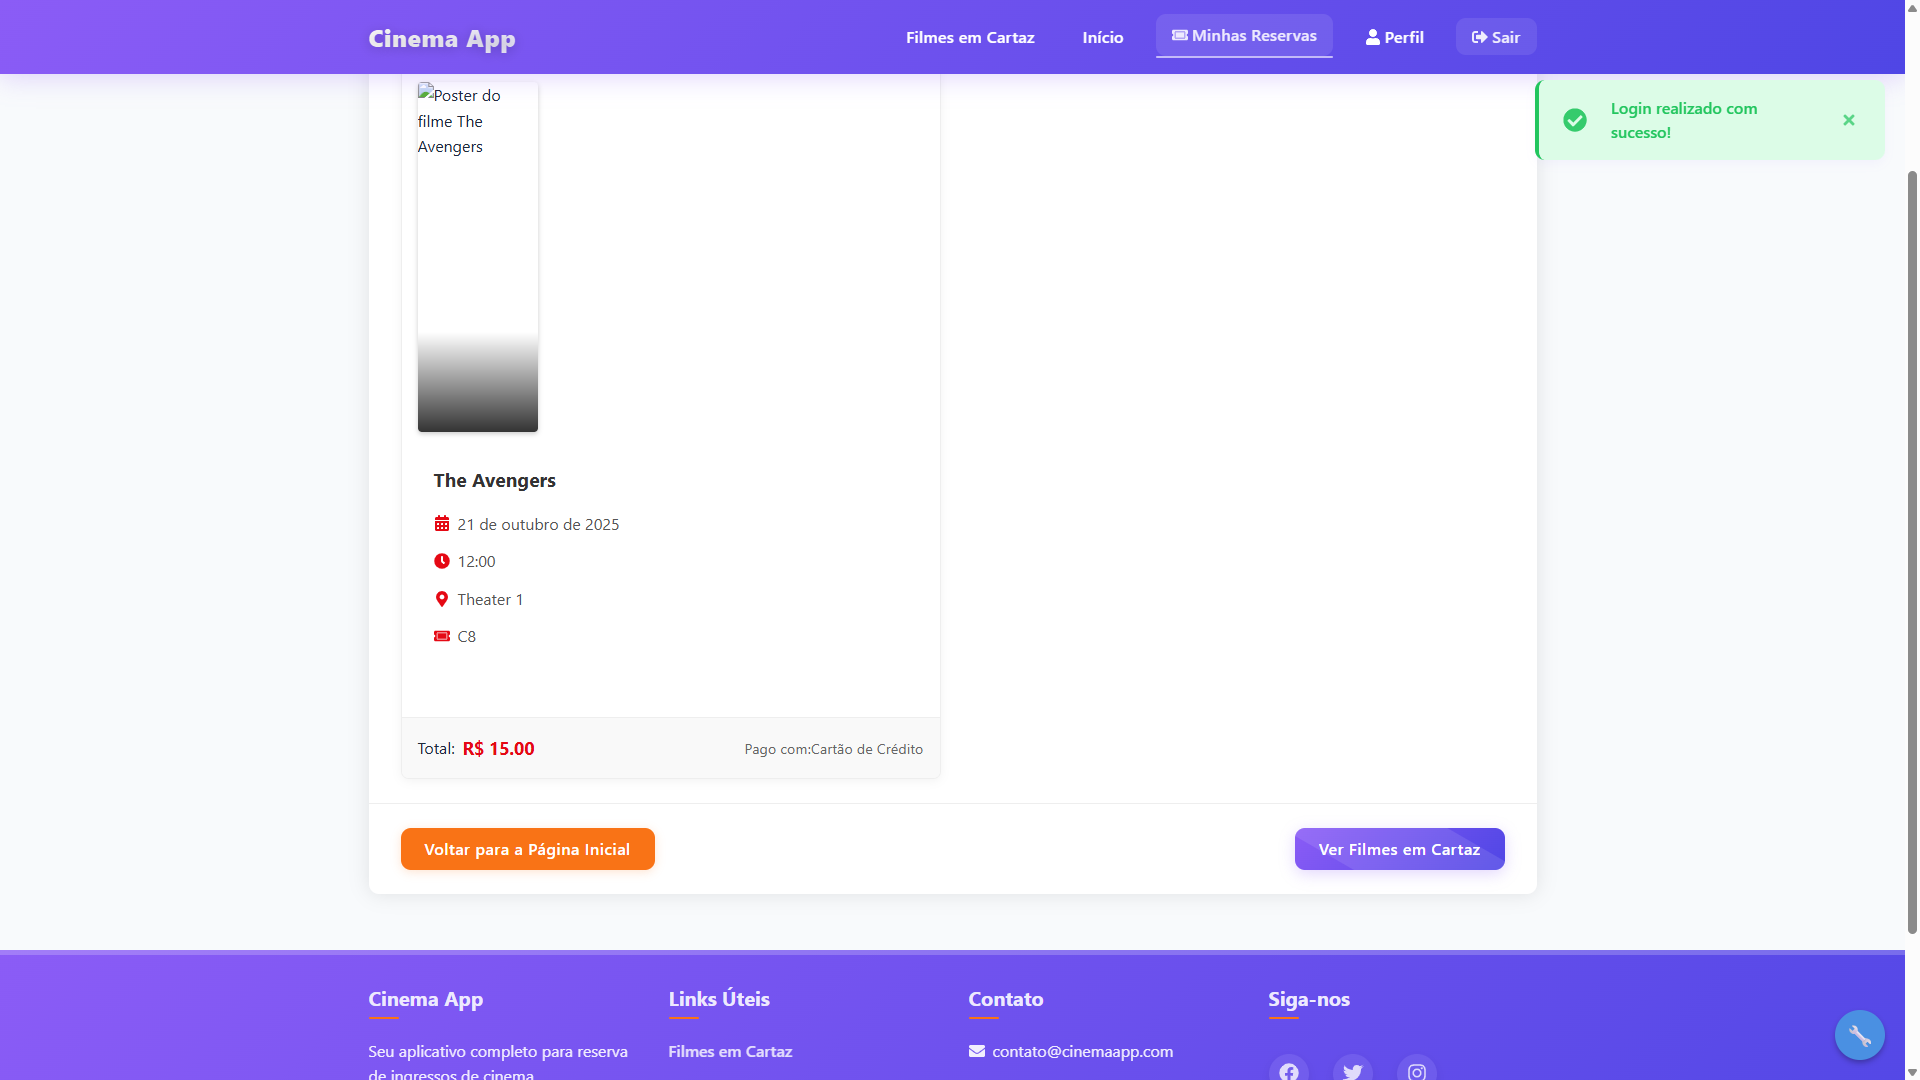 Cinema App
Filmes em Cartaz
Início
Minhas Reservas
Perfil
Sair
Login realizado com
sucesso!
Poster do
filme The
Avengers
The Avengers
21 de outubro de 2025
12:00
Theater 1
C8
Total: R$ 15.00
Pago com:Cartão de Crédito
Voltar para a Página Inicial
Ver Filmes em Cartaz
Cinema App
Seu aplicativo completo para reserva
de ingressos de cinema
Links Úteis
Filmes em Cartaz
Contato
contato@cinemaapp.com
Siga-nos